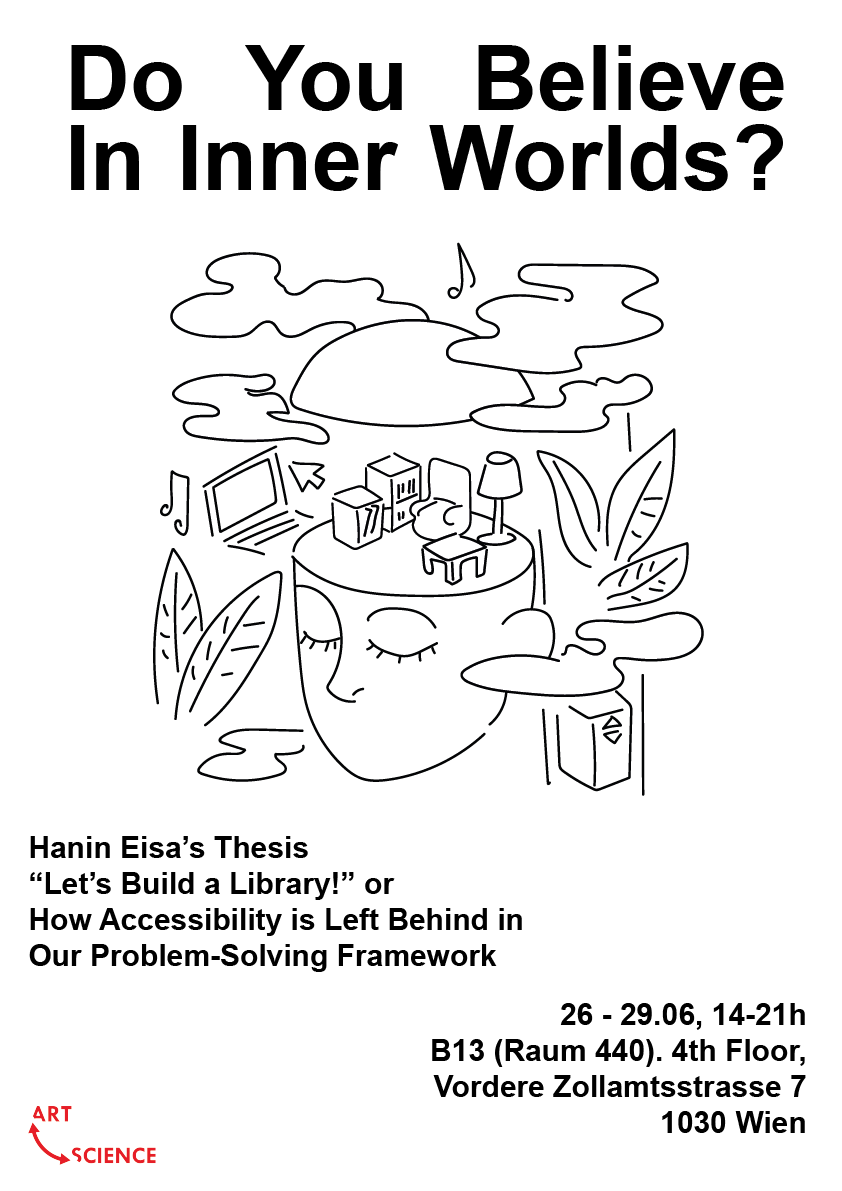 Do You Believe
In Inner Worlds?
Hanin Eisa’s Thesis
“Let’s Build a Library!” or
How Accessibility is Left Behind in
Our Problem-Solving Framework
26 - 29.06, 14-21h
B13 (Raum 440). 4th Floor,
Vordere Zollamtsstrasse 7
1030 Wien
ART
SCIENCE